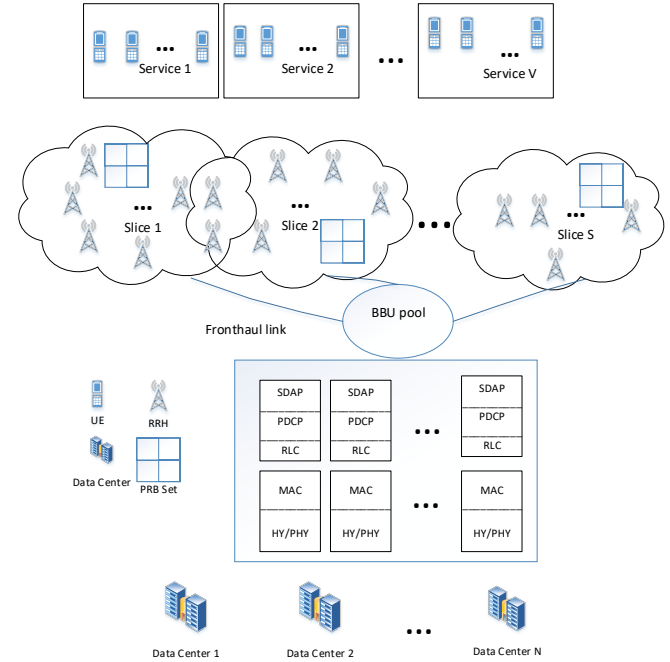 Service 1
Service 2
Service V
Slice 1
Slice 2
Slice S
BBU pool
Fronthaul link
SDAP
PDCP
RLC
SDAP
PDCP
RLC
SDAP
PDCP
RLC
MAC
HY/PHY
MAC
HY/PHY
MAC
HY/PHY
UE
RRH
Data Center
PRB Set
Data Center 1
Data Center 2
Data Center N